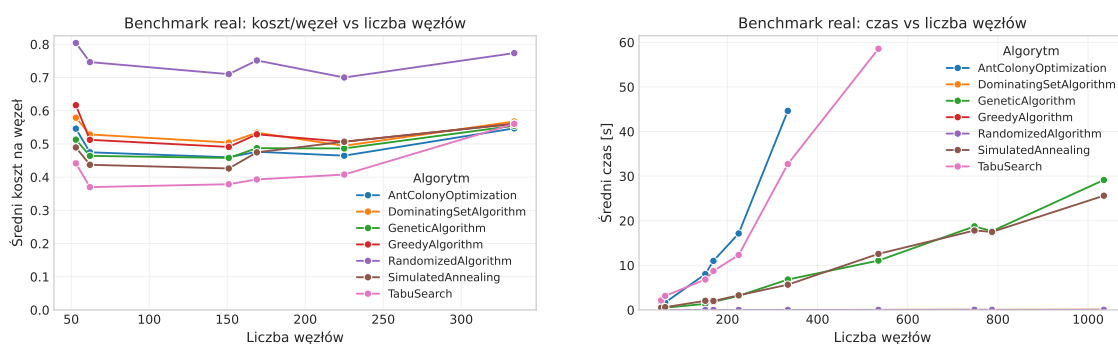 Benchmark real: koszt/węzeł vs liczba węzłów
Średni koszt na węzeł
0.8
0.7
0.6
0.5
0.4
0.3
0.2
0.1
0.0
50
100
150
200
250
300
Liczba węzłów
Algorytm
AntColonyOptimization
DominatingSetAlgorithm
GeneticAlgorithm
GreedyAlgorithm
RandomizedAlgorithm
SimulatedAnnealing
TabuSearch
Benchmark real: czas vs liczba węzłów
Średni czas [s]
60
50
40
30
20
10
0
200
400
600
800
1000
Liczba węzłów
Algorytm
AntColonyOptimization
DominatingSetAlgorithm
GeneticAlgorithm
GreedyAlgorithm
RandomizedAlgorithm
SimulatedAnnealing
TabuSearch